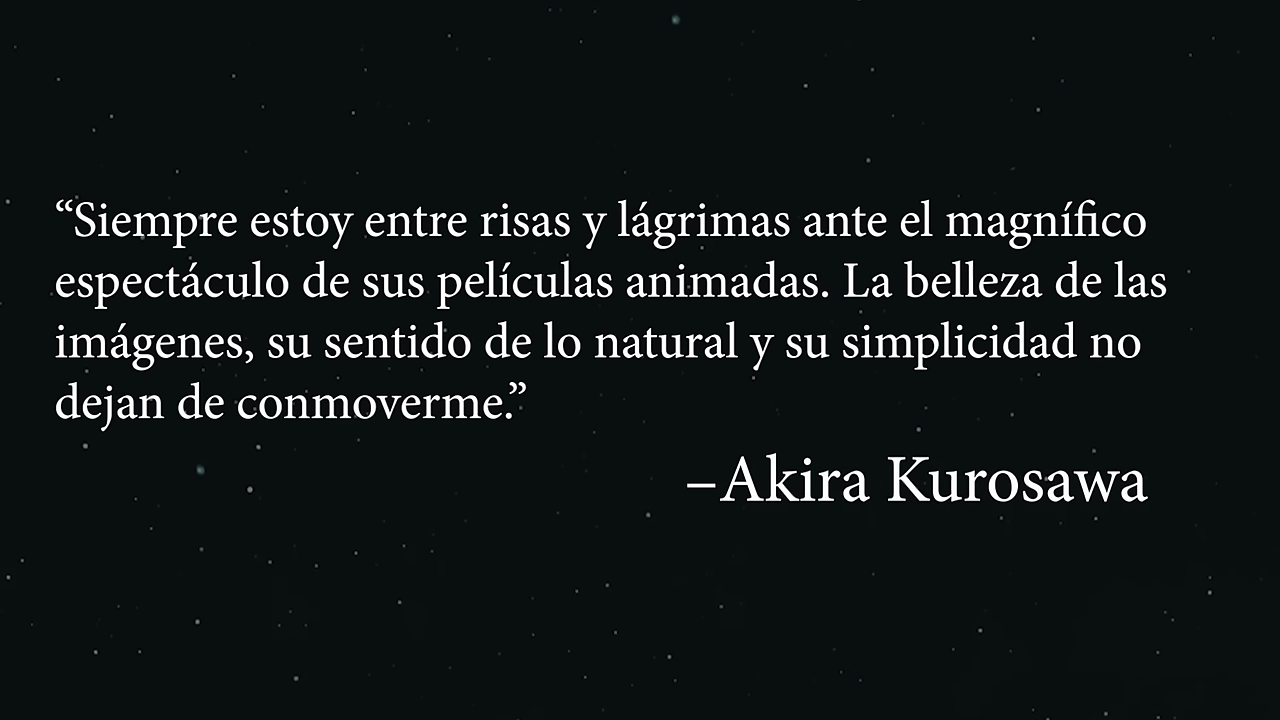 “Siempre estoy entre risas y lágrimas ante el magnífico
espectáculo de sus películas animadas. La belleza de las
imágenes, su sentido de lo natural y su simplicidad no
dejan de conmoverme.”
–Akira Kurosawa